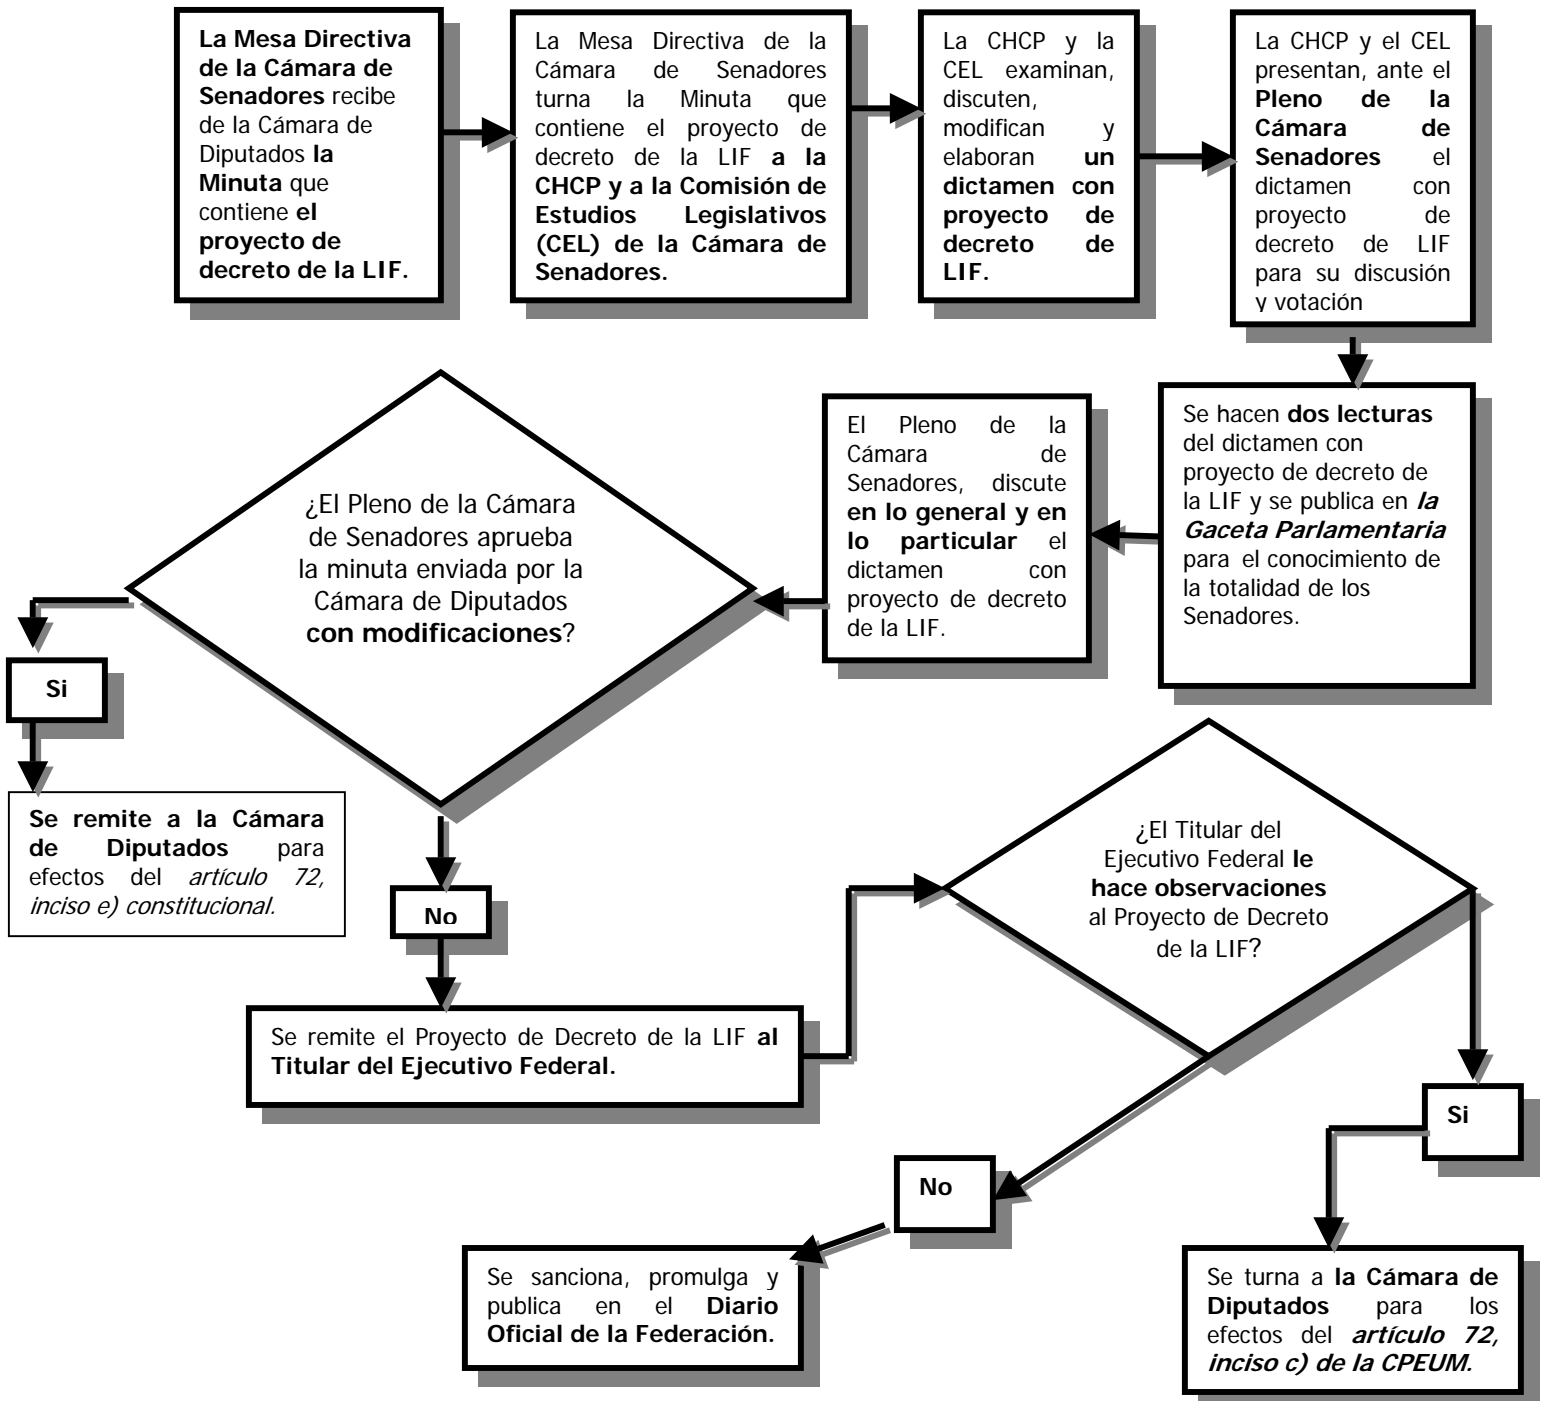 La Mesa Directiva
de la Cámara de
Senadores recibe
de la Cámara de
Diputados la
Minuta que
contiene el
proyecto de
decreto de la LIF.
La Mesa Directiva de la
Cámara de Senadores
turna la Minuta que
contiene el proyecto de
decreto de la LIF a la
CHCP y a la Comisión de
Estudios Legislativos
(CEL) de la Cámara de
Senadores.
La CHCP y la
CEL examinan,
discuten,
modifican y
elaboran un
dictamen con
proyecto de
decreto de
LIF.
La CHCP y el CEL
presentan, ante el
Pleno de la
Cámara de
Senadores el
dictamen con
proyecto de
decreto de LIF
para su discusión
y votación
Se hacen dos lecturas
del dictamen con
proyecto de decreto de
la LIF y se publica en la
Gaceta Parlamentaria
para el conocimiento de
la totalidad de los
Senadores.
El Pleno de la
Cámara de
Senadores, discute
en lo general y en
lo particular el
dictamen con
proyecto de decreto
de la LIF.
¿El Pleno de la Cámara
de Senadores aprueba
la minuta enviada por la
Cámara de Diputados
con modificaciones?
Si
Se remite a la Cámara
de Diputados para
efectos del artículo 72,
inciso e) constitucional.
No
Se remite el Proyecto de Decreto de la LIF al
Titular del Ejecutivo Federal.
¿El Titular del
Ejecutivo Federal le
hace observaciones
al Proyecto de Decreto
de la LIF?
Si
No
Se sanciona, promulga y
publica en el Diario
Oficial de la Federación.
Se turna a la Cámara de
Diputados para los
efectos del artículo 72,
inciso c) de la CPEUM.